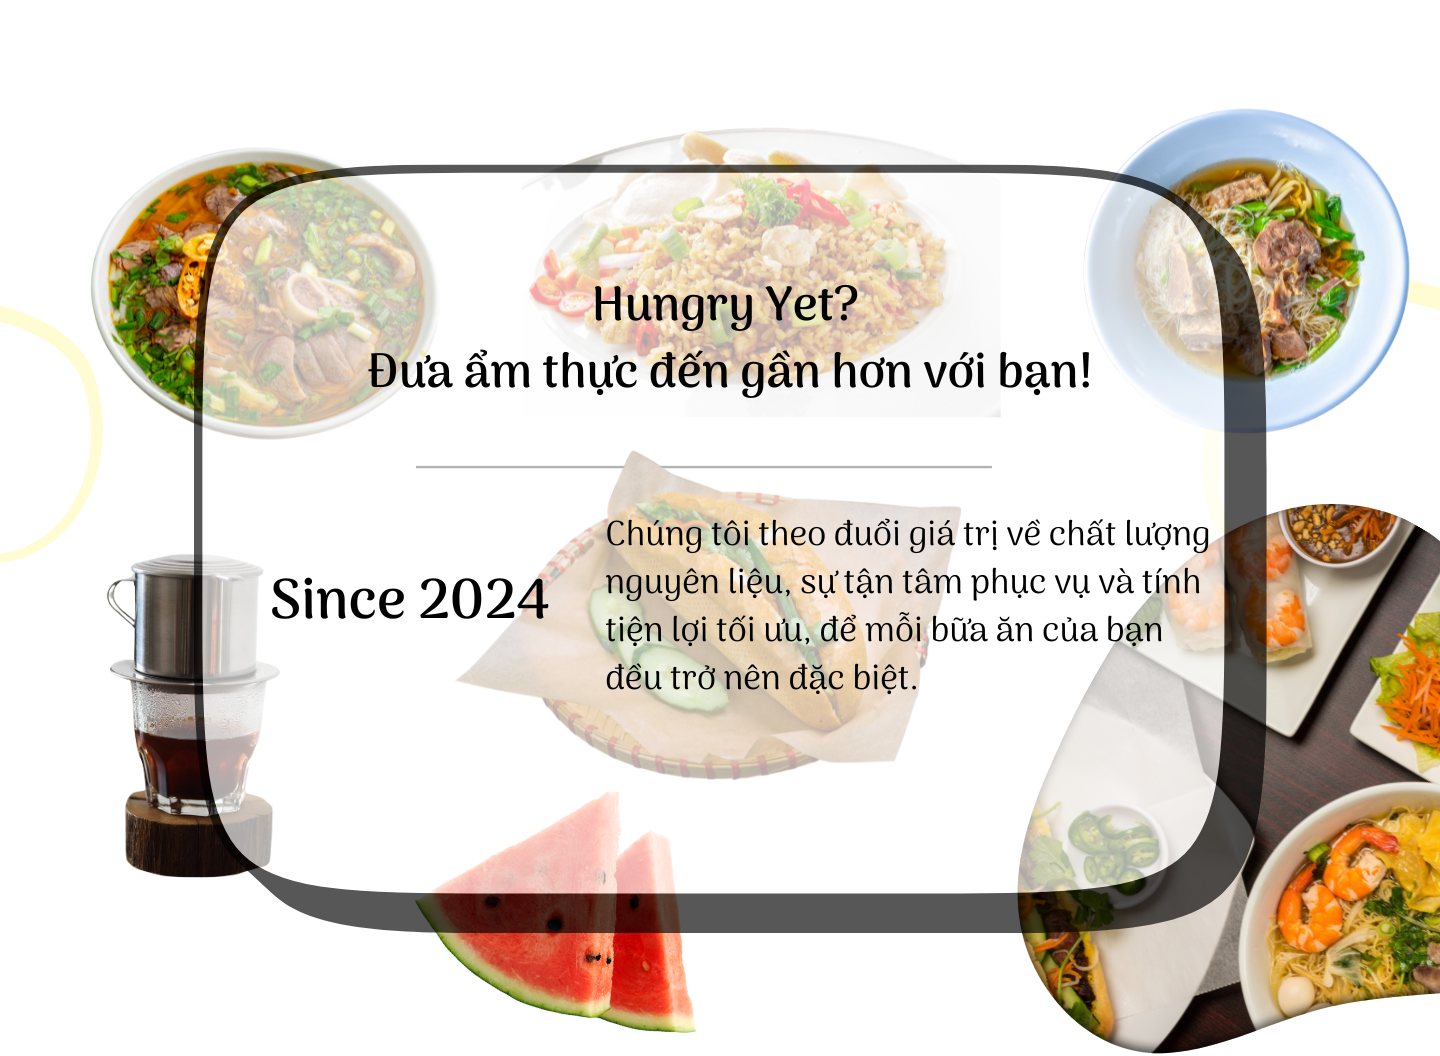 Hungry Yet?
Đưa ẩm thực đến gần hơn với bạn!
Since 2024
Chúng tôi theo đuổi giá trị về chất lượng
nguyên liệu, sự tận tâm phục vụ và tính
tiện lợi tối ưu, để mỗi bữa ăn của bạn
đều trở nên đặc biệt.